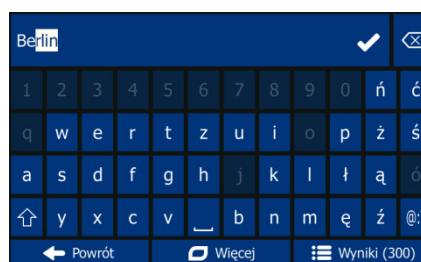 Berlin
1 2 3 4 5 6 7 8 9 0 ń ć
q w e r t z u i o p ż ś
a s d f g h j k l ł ą ó
y x c v b n m ę ź @:
Powrót Więcej Wyniki (300)